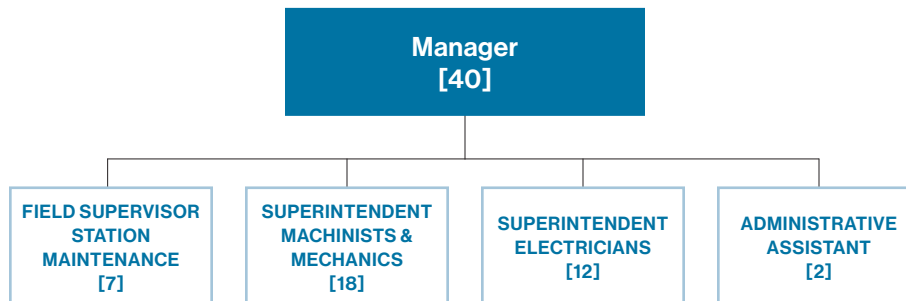 Manager
[40]
FIELD SUPERVISOR
STATION
MAINTENANCE
[7]
SUPERINTENDENT
MACHINISTS &
MECHANICS
[18]
SUPERINTENDENT
ELECTRICIANS
[12]
ADMINISTRATIVE
ASSISTANT
[2]